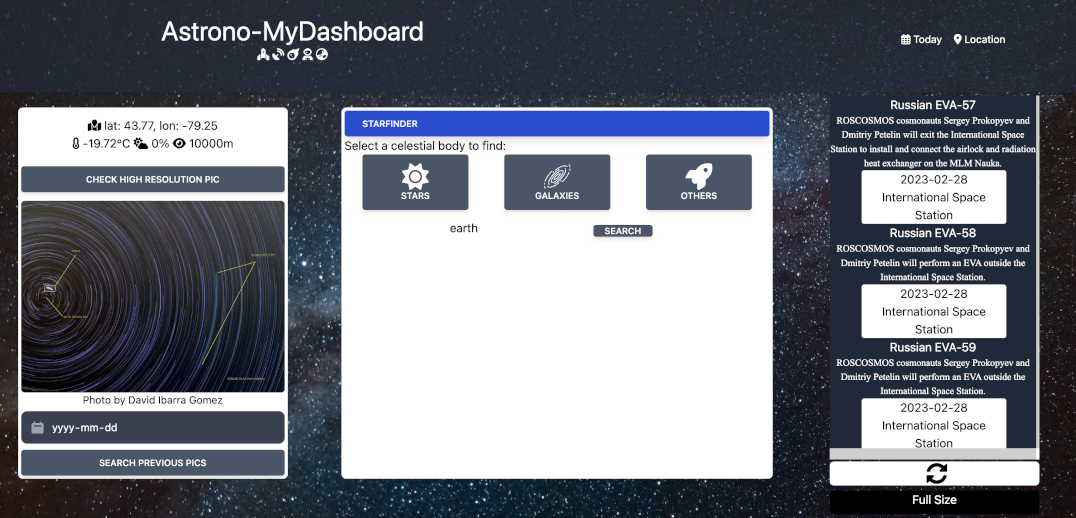 Astrono-MyDashboard
Today
Location
lat: 43.77, lon: -79.25
-19.72°C 0% 10000m
CHECK HIGH RESOLUTION PIC
Photo by David Ibarra Gomez
yyyy-mm-dd
SEARCH PREVIOUS PICS
STARFINDER
Select a celestial body to find:
STARS
GALAXIES
OTHERS
earth
SEARCH
Russian EVA-57
ROSCOSMOS cosmonauts Sergey Prokopyev and
Dmitriy Petelin will exit the International Space
Station to install and connect the airlock and radiation
heat exchanger on the MLM Nauka.
2023-02-28
International Space
Station
Russian EVA-58
ROSCOSMOS cosmonauts Sergey Prokopyev and
Dmitriy Petelin will perform an EVA outside the
International Space Station.
2023-02-28
International Space
Station
Russian EVA-59
ROSCOSMOS cosmonauts Sergey Prokopyev and
Dmitriy Petelin will perform an EVA outside the
International Space Station.
2023-02-28
International Space
Station
Full Size